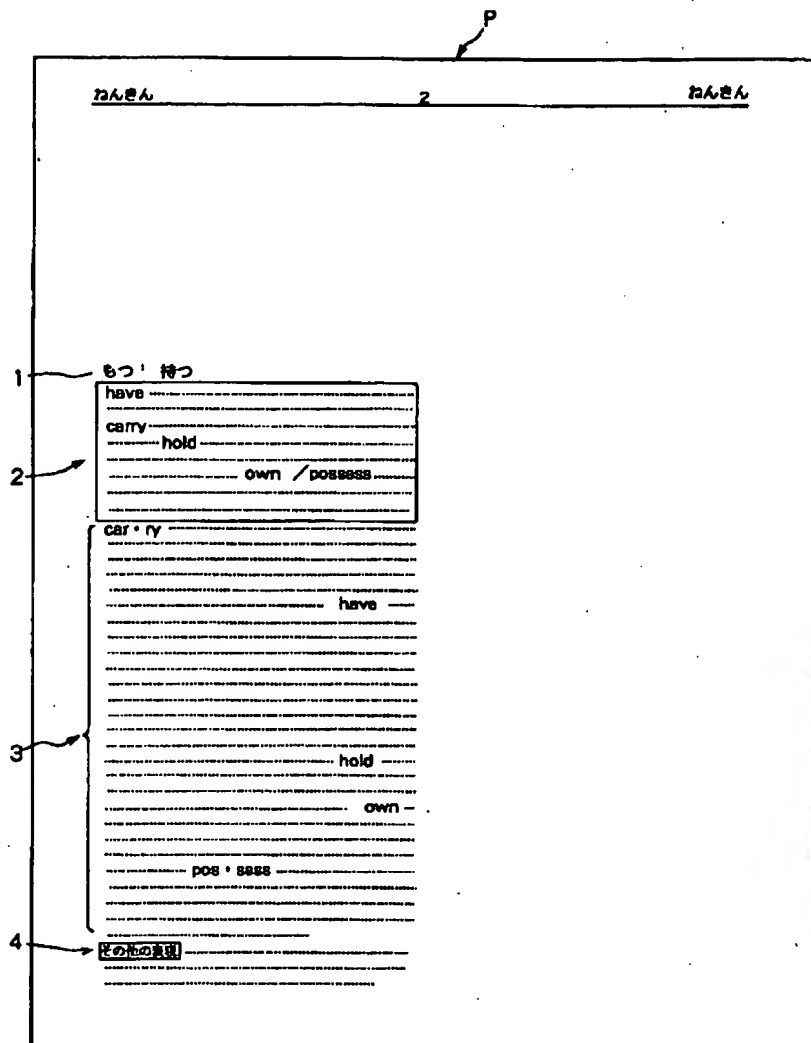 P
ねんきん 2 ねんきん
1 もつ: 持つ
have
carry
hold
2 own /possess
car・ry
have
3 hold
own
pos・sess
4 その他の表現